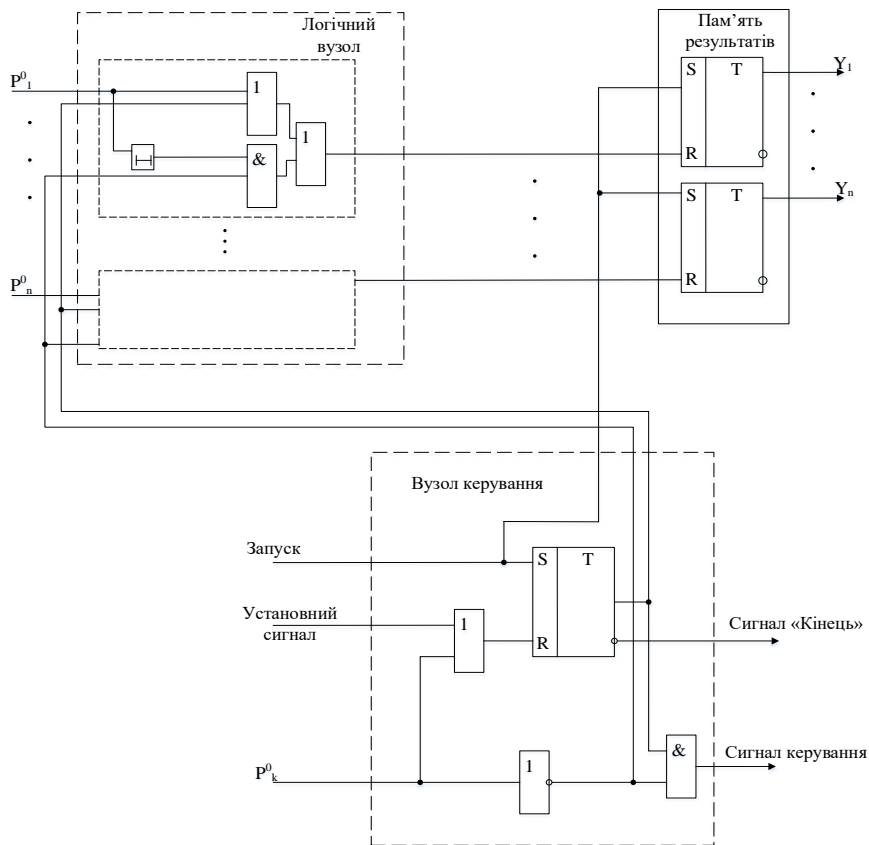 Логічний
вузол
Пам’ять
результатів
P⁰₁
1
1
&
S T
R
Y₁
S T
R
Yₙ
P⁰ₙ
Вузол керування
Запуск
S T
R
Установний
сигнал
1
Сигнал «Кінець»
P⁰ₖ
1
&
Сигнал керування